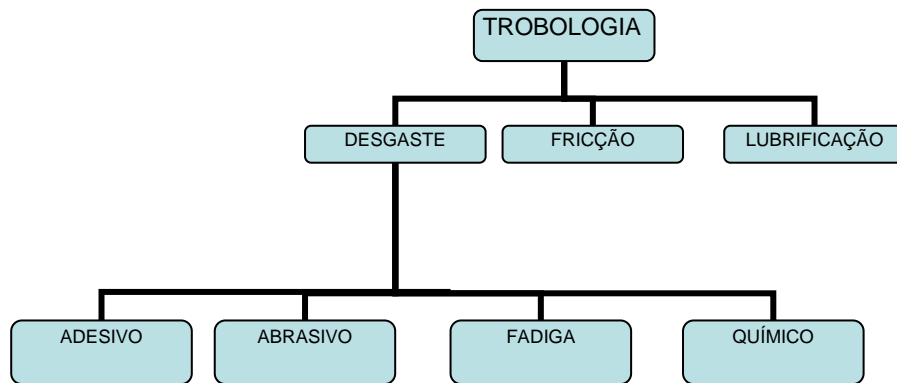 TROBOLOGIA
DESGASTE
FRICÇÃO
LUBRIFICAÇÃO
ADESIVO
ABRASIVO
FADIGA
QUÍMICO